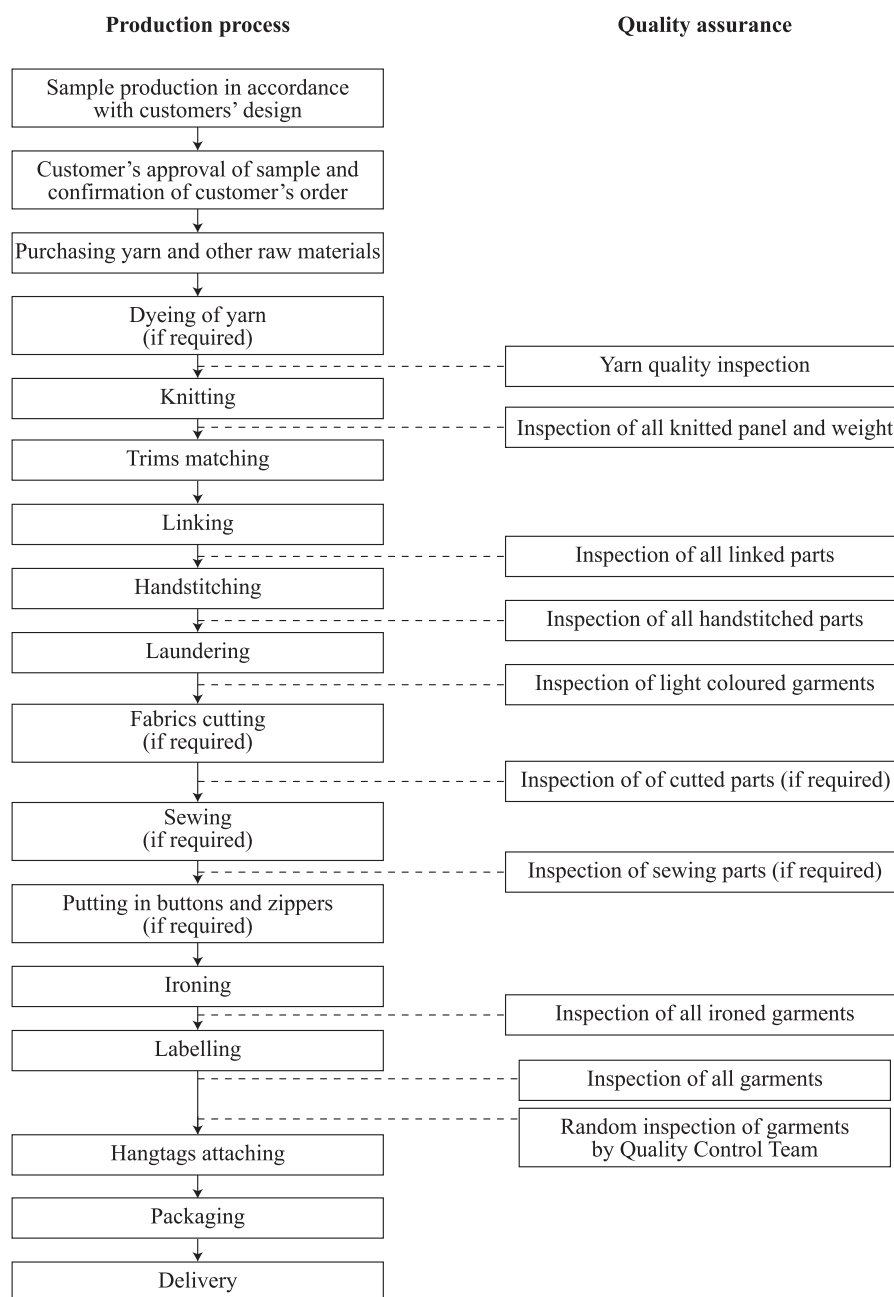 Production process
Quality assurance
Sample production in accordance
with customers’ design
Customer’s approval of sample and
confirmation of customer’s order
Purchasing yarn and other raw materials
Dyeing of yarn
(if required)
Yarn quality inspection
Knitting
Inspection of all knitted panel and weight
Trims matching
Linking
Inspection of all linked parts
Handstitching
Inspection of all handstitched parts
Laundering
Inspection of light coloured garments
Fabrics cutting
(if required)
Inspection of of cutted parts (if required)
Sewing
(if required)
Inspection of sewing parts (if required)
Putting in buttons and zippers
(if required)
Ironing
Inspection of all ironed garments
Labelling
Inspection of all garments
Random inspection of garments
by Quality Control Team
Hangtags attaching
Packaging
Delivery